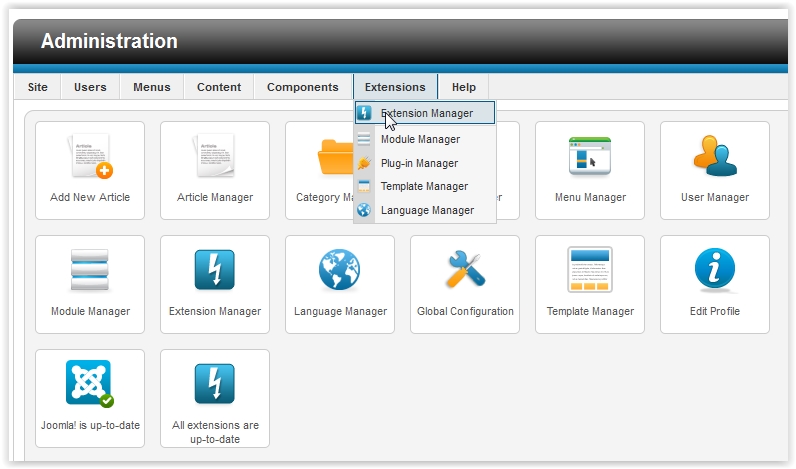 Administration
Site Users Menus Content Components Extensions Help
Extension Manager
Module Manager
Plug-in Manager
Template Manager
Language Manager
Add New Article
Article Manager
Category Ma
er
Menu Manager
User Manager
Module Manager
Extension Manager
Language Manager
Global Configuration
Template Manager
Edit Profile
Joomla! is up-to-date
All extensions are
up-to-date